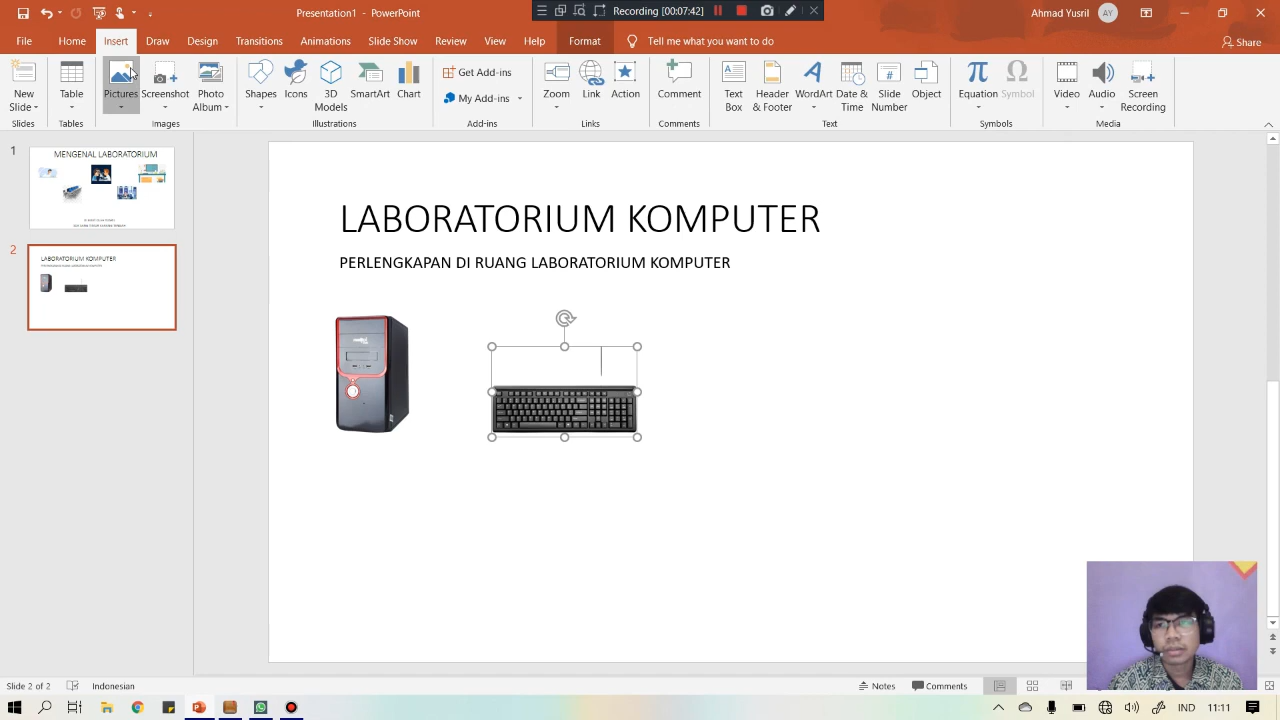 Presentation1 - PowerPoint
Recording [00:07:42]
Ahmad Yusril AY
File Home Insert Draw Design Transitions Animations Slide Show Review View Help Format Tell me what you want to do Share
New Slide Table Pictures Screenshot Photo Album Shapes Icons 3D Models SmartArt Chart Get Add-ins My Add-ins Zoom Link Action Comment Text Box Header & Footer WordArt Date & Time Slide Number Object Equation Symbol Video Audio Screen Recording
Slides Tables Images Illustrations Add-ins Links Comments Text Symbols Media
1
MENGENAL LABORATORIUM
2
LABORATORIUM KOMPUTER
LABORATORIUM KOMPUTER
PERLENGKAPAN DI RUANG LABORATORIUM KOMPUTER
Slide 2 of 2 Indonesian Notes Comments
IND 11:11